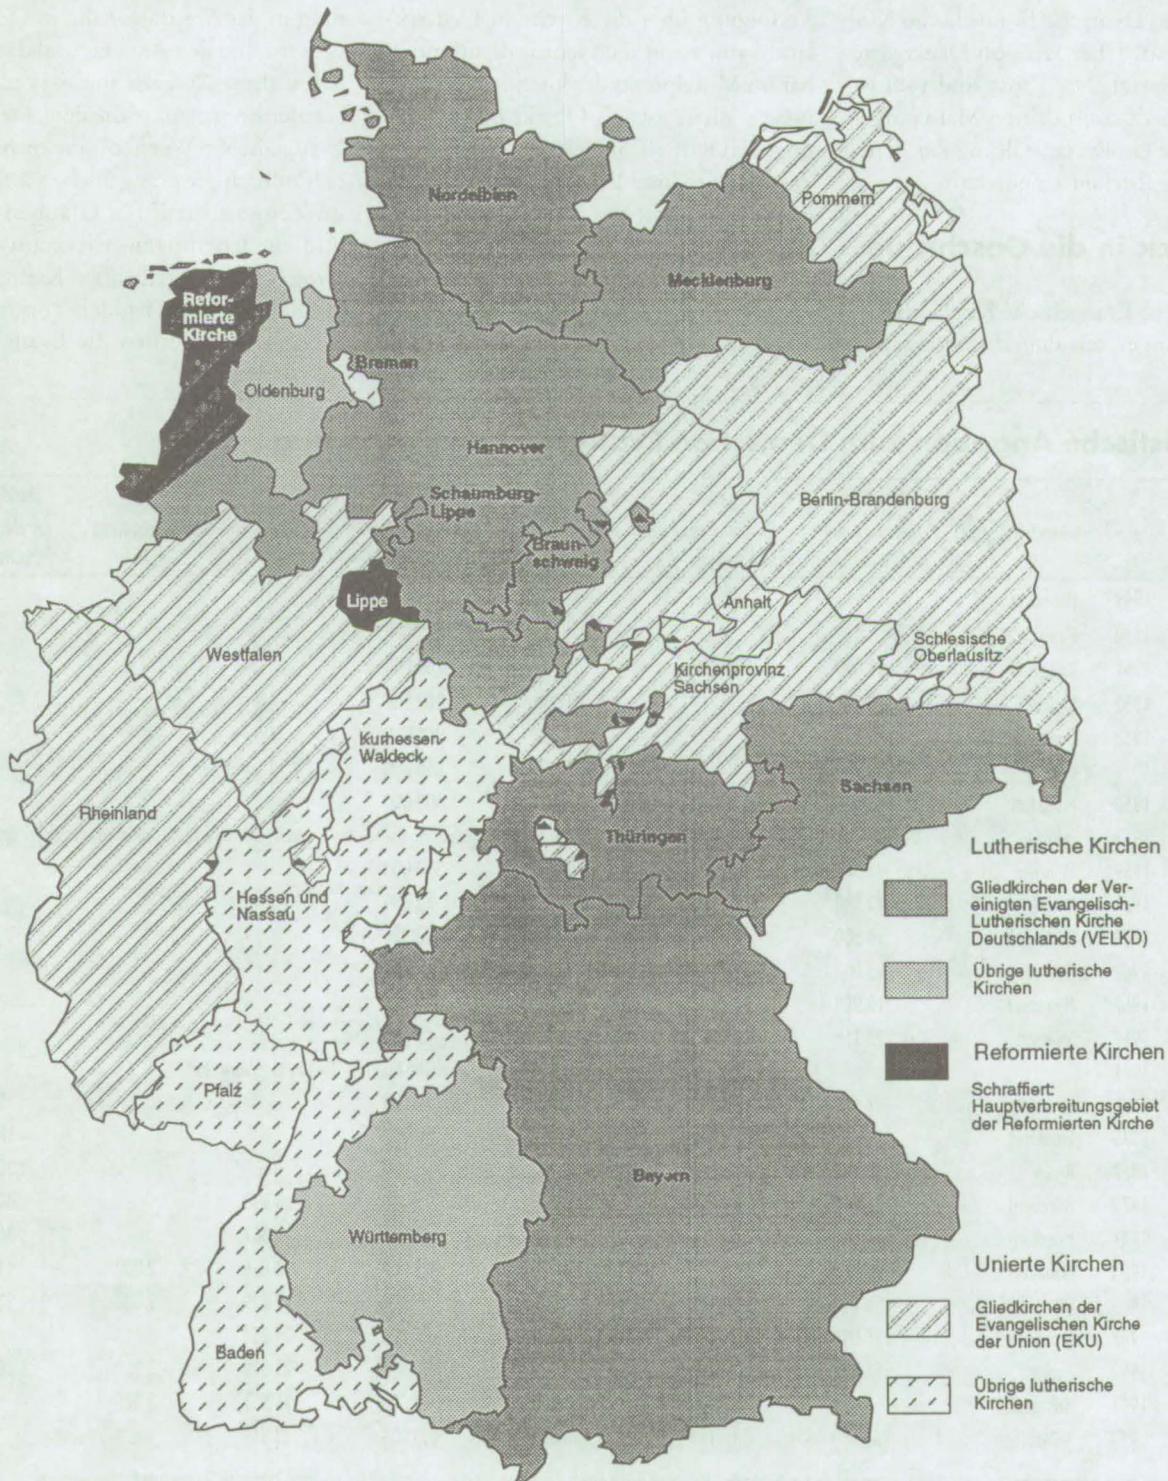 Nordelbien
Pommern
Mecklenburg
Refor-
mierte
Kirche
Bremen
Oldenburg
Hannover
Schaumburg-
Lippe
Berlin-Brandenburg
Braun-
schweig
Lippe
Anhalt
Westfalen
Schlesische
Oberlausitz
Kirchenprovinz
Sachsen
Kurhessen-
Waldeck
Sachsen
Rheinland
Thüringen
Hessen und
Nassau
Pfalz
Bayern
Württemberg
Baden
Lutherische Kirchen
Gliedkirchen der Ver-
einigten Evangelisch-
Lutherischen Kirche
Deutschlands (VELKD)
Übrige lutherische
Kirchen
Reformierte Kirchen
Schraffiert:
Hauptverbreitungsgebiet
der Reformierten Kirche
Unierte Kirchen
Gliedkirchen der
Evangelischen Kirche
der Union (EKU)
Übrige lutherische
Kirchen